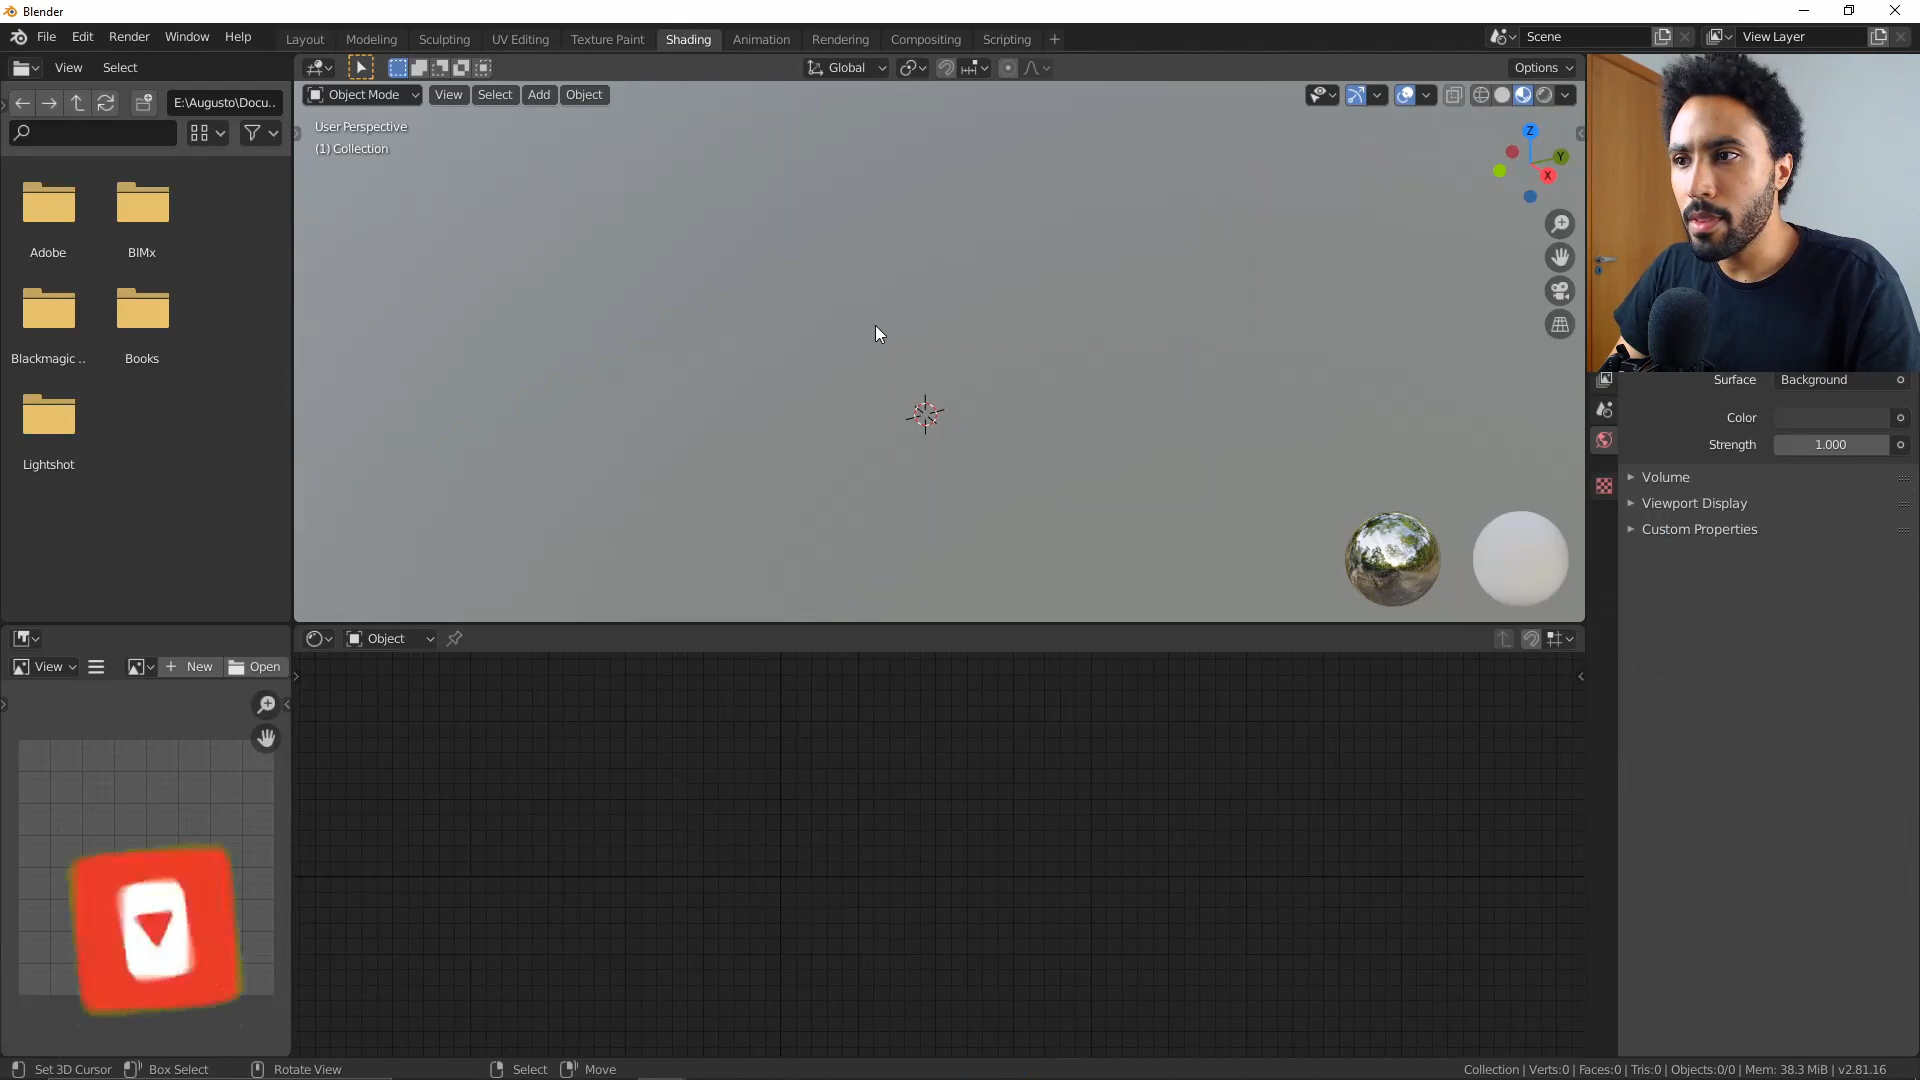 Blender
File Edit Render Window Help Layout Modeling Sculpting UV Editing Texture Paint Shading Animation Rendering Compositing Scripting Scene View Layer
View Select Global Options
E:\Augusto\Docu.. Object Mode View Select Add Object
User Perspective
(1) Collection
Z
Y
X
Adobe BIMx
Blackmagic .. Books
Lightshot
Surface Background
Color
Strength 1.000
Volume
Viewport Display
Custom Properties
Object
View New Open
Set 3D Cursor Box Select Rotate View Select Move Collection | Verts:0 | Faces:0 | Tris:0 | Objects:0/0 | Mem: 38.3 MiB | v2.81.16